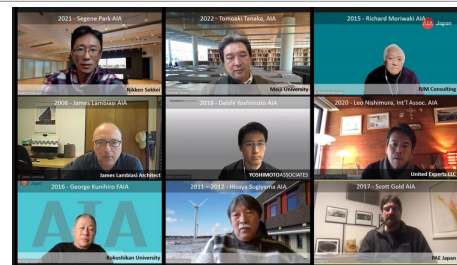 2021 - Segene Park AIA
Nikken Sekkei
2022 - Tomoaki Tanaka, AIA
Meiji University
2015 - Richard Moriwaki AIA
AIA Japan
RJM Consulting
2008 - James Lambiasi AIA
James Lambiasi Architect
2018 - Daishi Yoshimoto AIA
YOSHIMOTOASSOCIATES
2020 - Leo Nishimura, Int'l Assoc. AIA
United Experts LLC
2016 - George Kunihiro FAIA
AIA
Kokushikan University
2011 – 2012 - Hisaya Sugiyama AIA
2017 - Scott Gold AIA
PAE Japan